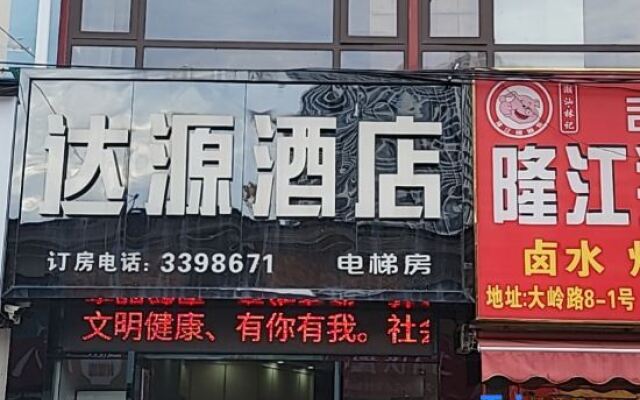 达源酒店
订房电话：3398671 电梯房
文明健康、有你有我。社会
潮汕林记
隆江
卤水
地址:大岭路8-1号